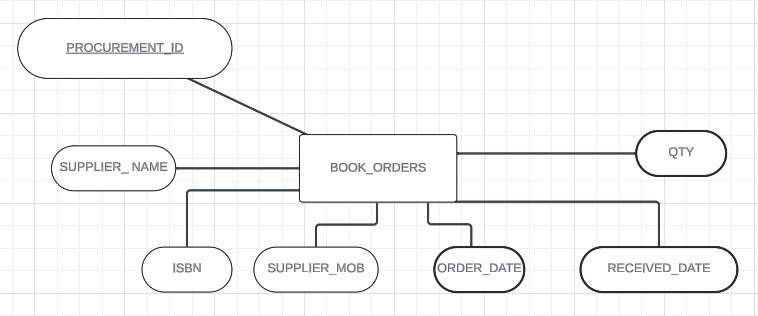 PROCUREMENT_ID
SUPPLIER_ NAME
BOOK_ORDERS
QTY
ISBN
SUPPLIER_MOB
ORDER_DATE
RECEIVED_DATE